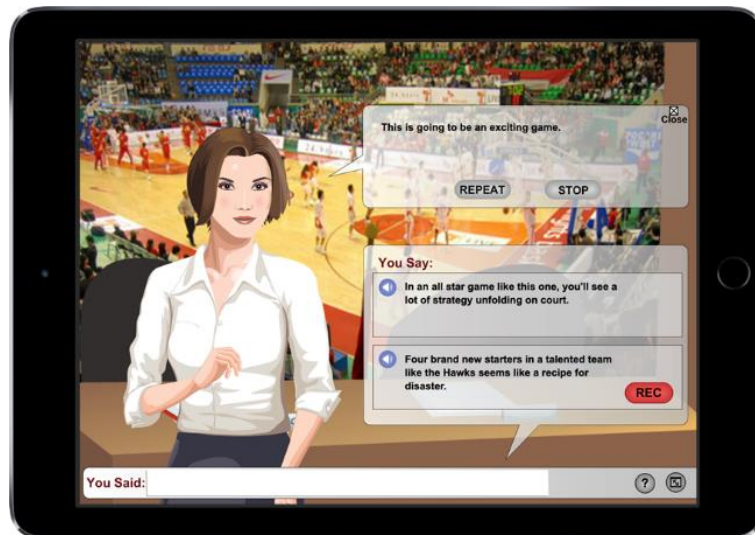 Close
This is going to be an exciting game.
REPEAT
STOP
You Say:
In an all star game like this one, you'll see a
lot of strategy unfolding on court.
Four brand new starters in a talented team
like the Hawks seems like a recipe for
disaster.
REC
You Said:
?